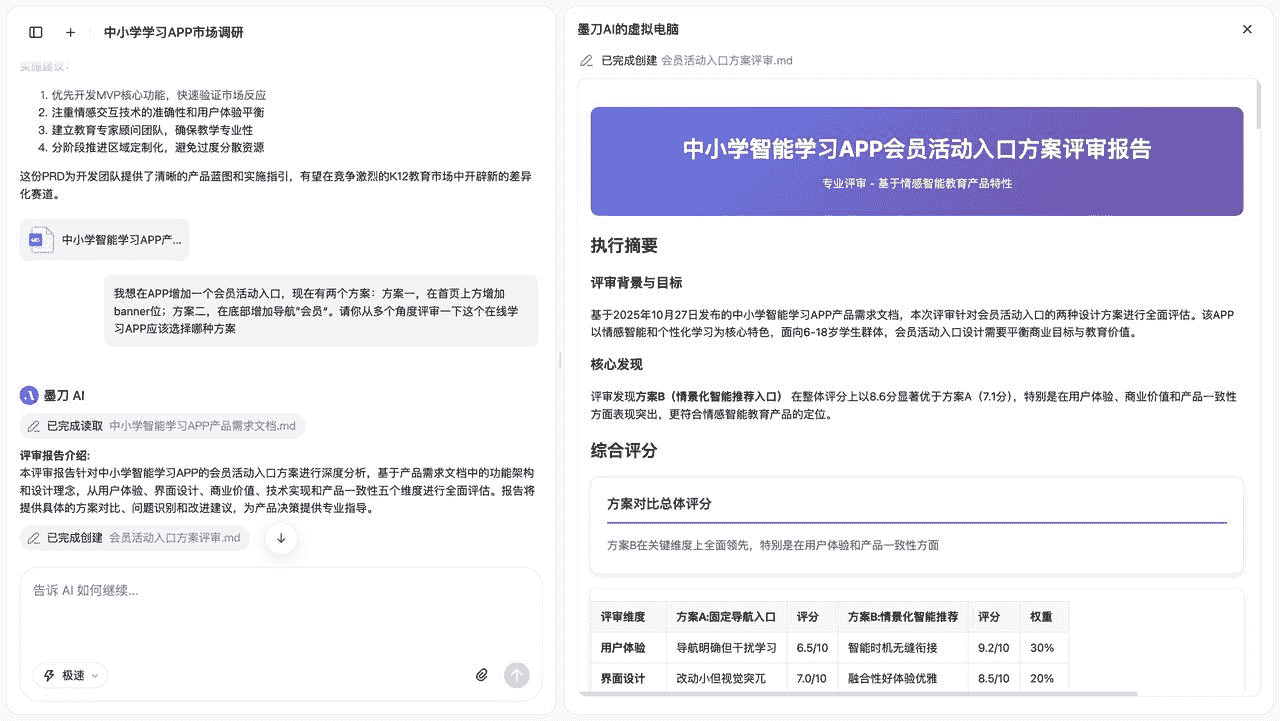 中小学学习APP市场调研
实施建议：
1. 优先开发MVP核心功能，快速验证市场反应
2. 注重情感交互技术的准确性和用户体验平衡
3. 建立教育专家顾问团队，确保教学专业性
4. 分阶段推进区域定制化，避免过度分散资源
这份PRD为开发团队提供了清晰的产品蓝图和实施指引，有望在竞争激烈的K12教育市场中开辟新的差异
化赛道。
MD
中小学智能学习APP产...
我想在APP增加一个会员活动入口，现在有两个方案：方案一，在首页上方增加
banner位；方案二，在底部增加导航“会员”。请你从多个角度评审一下这个在线学
习APP应该选择哪种方案
墨刀 AI
已完成读取 中小学智能学习APP产品需求文档.md
评审报告介绍:
本评审报告针对中小学智能学习APP的会员活动入口方案进行深度分析，基于产品需求文档中的功能架构
和设计理念，从用户体验、界面设计、商业价值、技术实现和产品一致性五个维度进行全面评估。报告将
提供具体的方案对比、问题识别和改进建议，为产品决策提供专业指导。
已完成创建 会员活动入口方案评审.md
告诉 AI 如何继续...
极速
墨刀AI的虚拟电脑
已完成创建 会员活动入口方案评审.md
中小学智能学习APP会员活动入口方案评审报告
专业评审 - 基于情感智能教育产品特性
执行摘要
评审背景与目标
基于2025年10月27日发布的中小学智能学习APP产品需求文档，本次评审针对会员活动入口的两种设计方案进行全面评估。该APP
以情感智能和个性化学习为核心特色，面向6-18岁学生群体，会员活动入口设计需要平衡商业目标与教育价值。
核心发现
评审发现方案B（情景化智能推荐入口） 在整体评分上以8.6分显著优于方案A（7.1分），特别是在用户体验、商业价值和产品一致性
方面表现突出，更符合情感智能教育产品的定位。
综合评分
方案对比总体评分
方案B在关键维度上全面领先，特别是在用户体验和产品一致性方面
评审维度 方案A:固定导航入口 评分 方案B:情景化智能推荐 评分 权重
用户体验 导航明确但干扰学习 6.5/10 智能时机无缝衔接 9.2/10 30%
界面设计 改动小但视觉突兀 7.0/10 融合性好体验优雅 8.5/10 20%